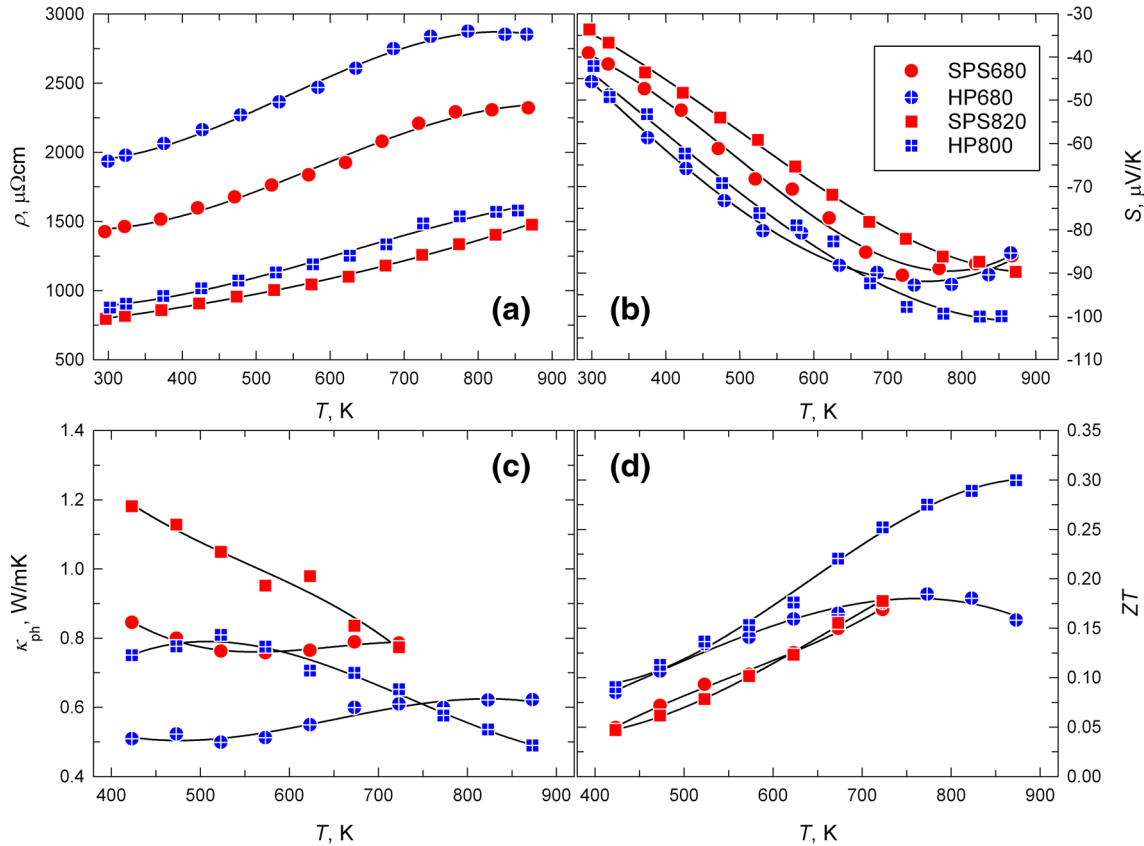 3000
2500
2000
1500
1000
500
ρ, μΩcm
300 400 500 600 700 800 900
T, K
(a)
-30
-40
-50
-60
-70
-80
-90
-100
-110
S, μV/K
SPS680
HP680
SPS820
HP800
300 400 500 600 700 800 900
T, K
(b)
1.4
1.2
1.0
0.8
0.6
0.4
κph, W/mK
400 500 600 700 800 900
T, K
(c)
(d)
0.35
0.30
0.25
0.20
0.15
0.10
0.05
0.00
ZT
400 500 600 700 800 900
T, K